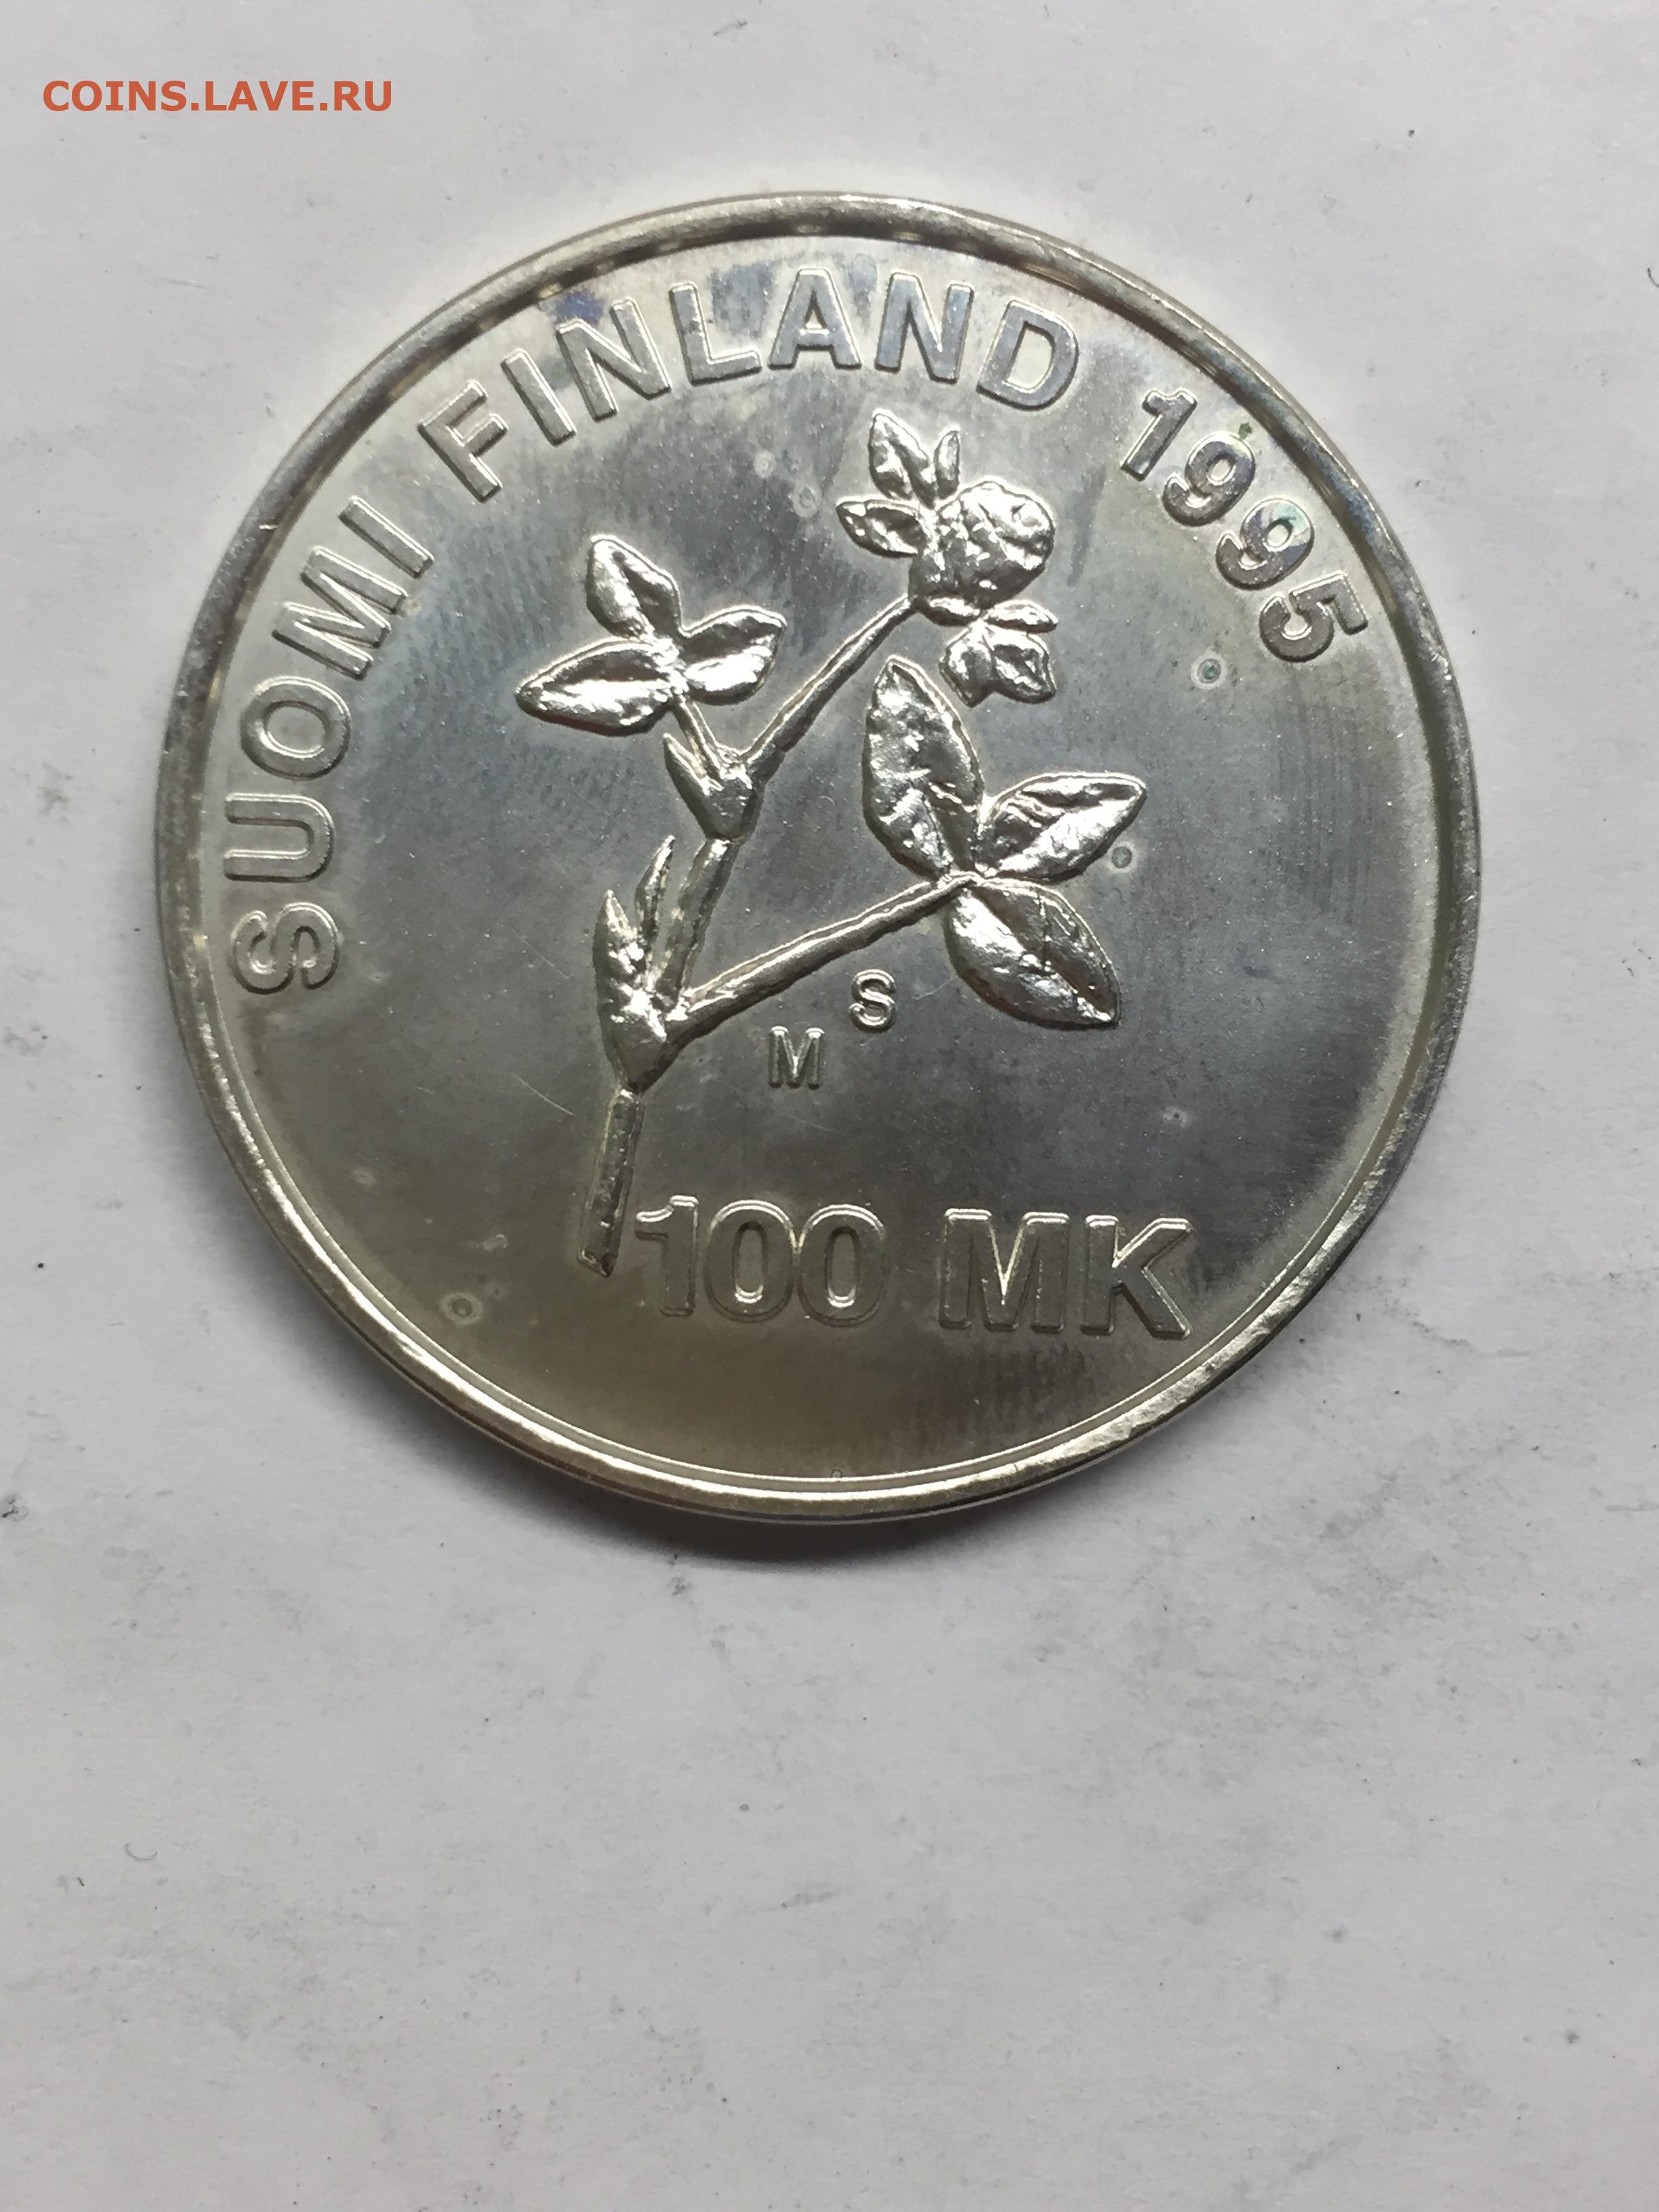 COINS.LAVE.RU
SUOMI FINLAND 1995
S
M
100 MK